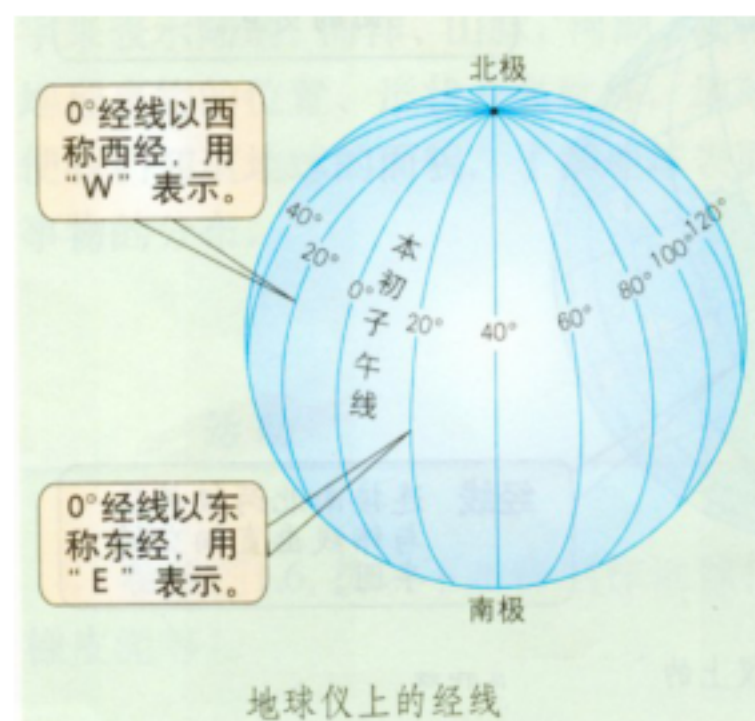 北极
0°经线以西
称西经，用
“W”表示。
40°
20°
0°
本初子午线
20°
40°
60°
80°
100°
120°
0°经线以东
称东经，用
“E”表示。
南极
地球仪上的经线